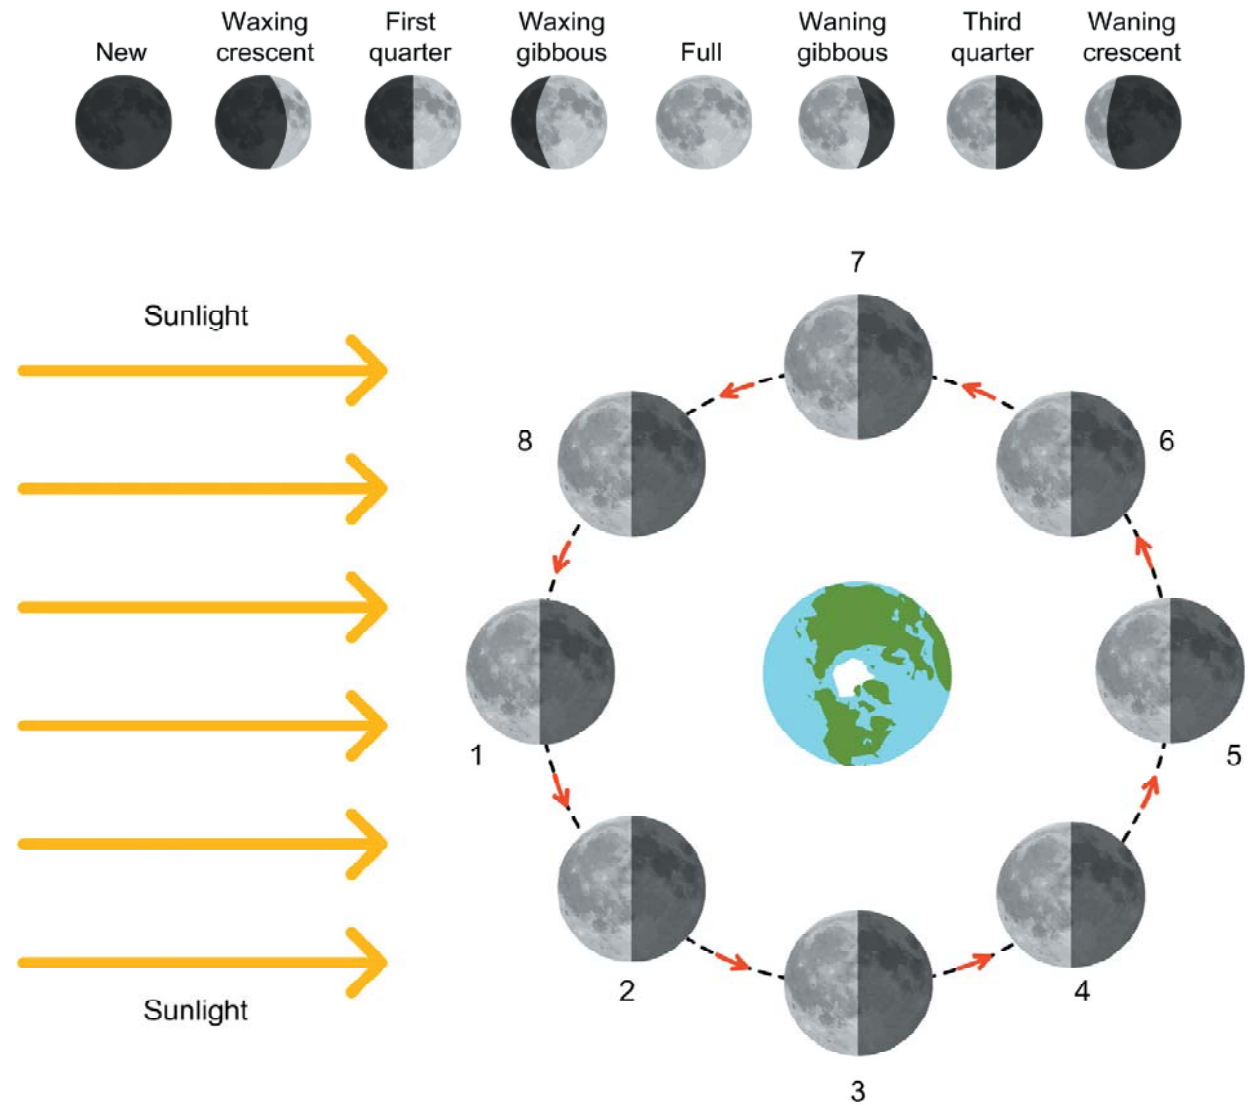 New
Waxing
crescent
First
quarter
Waxing
gibbous
Full
Waning
gibbous
Third
quarter
Waning
crescent
7
Sunlight
8
6
1
5
2
4
Sunlight
3